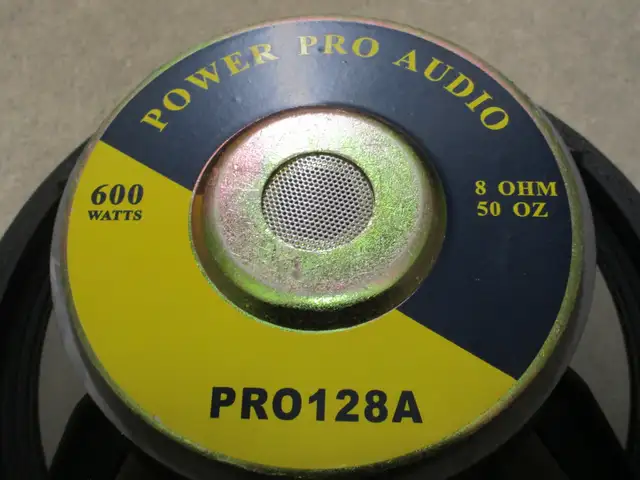 POWER PRO AUDIO
600
WATTS
8 OHM
50 OZ
PRO128A